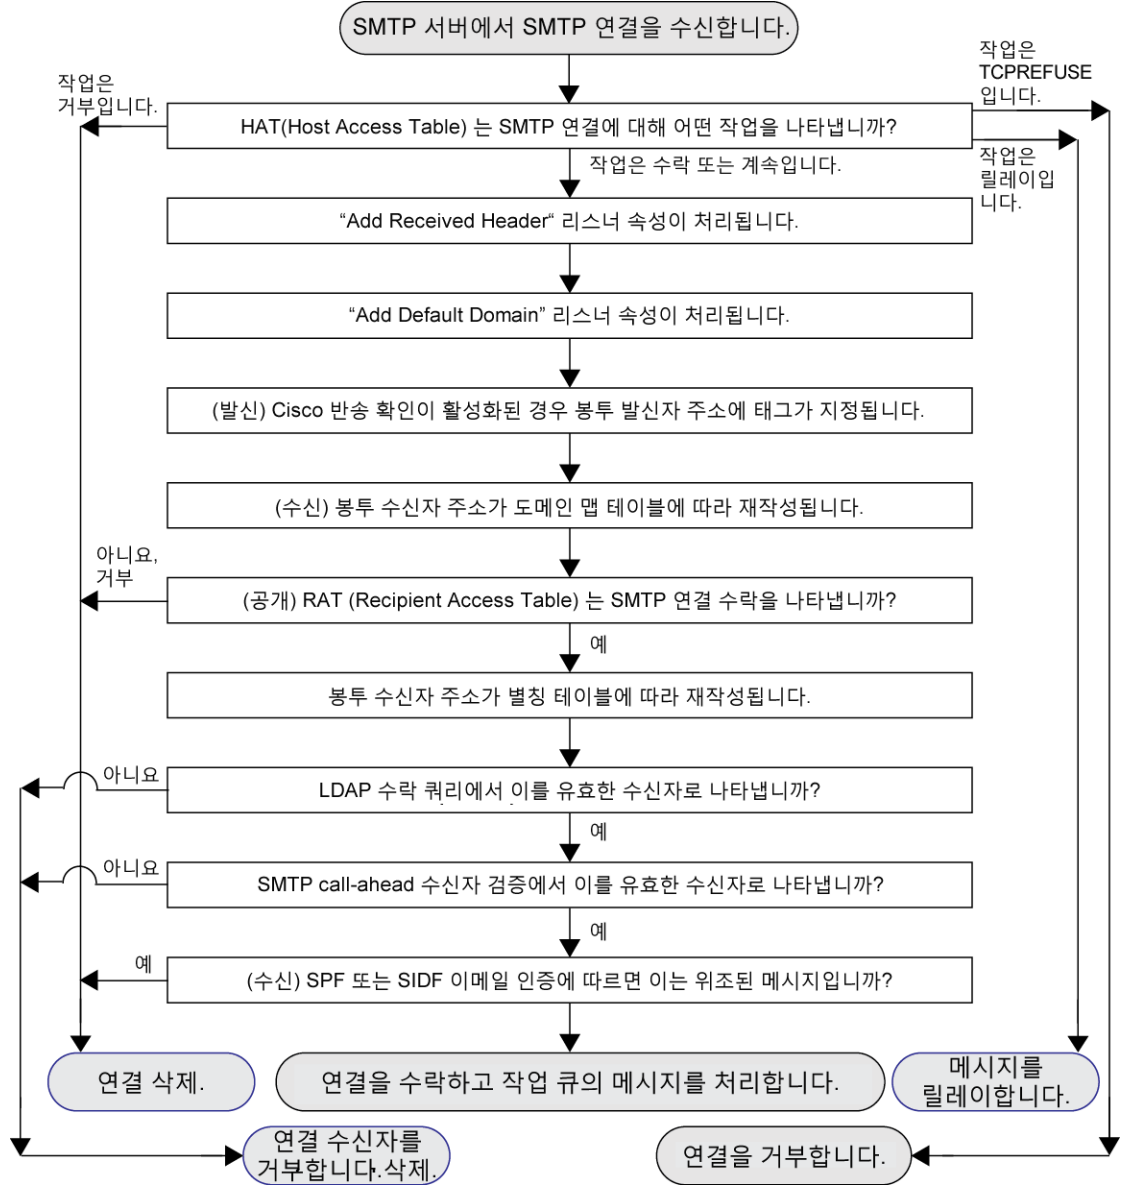 SMTP 서버에서 SMTP 연결을 수신합니다.
작업은
TCPREFUSE
입니다.
작업은
거부입니다.
HAT(Host Access Table) 는 SMTP 연결에 대해 어떤 작업을 나타냅니까?
작업은 수락 또는 계속입니다.
작업은
릴레이입
니다.
“Add Received Header“ 리스너 속성이 처리됩니다.
“Add Default Domain” 리스너 속성이 처리됩니다.
(발신) Cisco 반송 확인이 활성화된 경우 봉투 발신자 주소에 태그가 지정됩니다.
(수신) 봉투 수신자 주소가 도메인 맵 테이블에 따라 재작성됩니다.
아니요,
거부
(공개) RAT (Recipient Access Table) 는 SMTP 연결 수락을 나타냅니까?
예
봉투 수신자 주소가 별칭 테이블에 따라 재작성됩니다.
아니요
LDAP 수락 쿼리에서 이를 유효한 수신자로 나타냅니까?
예
아니요
SMTP call-ahead 수신자 검증에서 이를 유효한 수신자로 나타냅니까?
예
예
(수신) SPF 또는 SIDF 이메일 인증에 따르면 이는 위조된 메시지입니까?
연결 삭제.
연결을 수락하고 작업 큐의 메시지를 처리합니다.
메시지를
릴레이합니다.
연결 수신자를
거부합니다.삭제.
연결을 거부합니다.